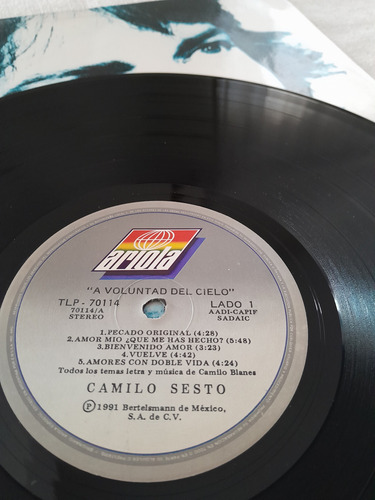 ariola
"A VOLUNTAD DEL CIELO"
TLP - 70114 LADO 1
70114/A AADI-CAPIF
STEREO SADAIC
1.PECADO ORIGINAL (4:28)
2.AMOR MIO ¿QUE ME HAS HECHO? (5:48)
3.BIENVENIDO AMOR (3:23)
4.VUELVE (4:42)
5.AMORES CON DOBLE VIDA (4:24)
Todos los temas letra y música de Camilo Blanes
CAMILO SESTO
Ⓟ 1991 Bertelsmann de México,
S.A. de C.V.